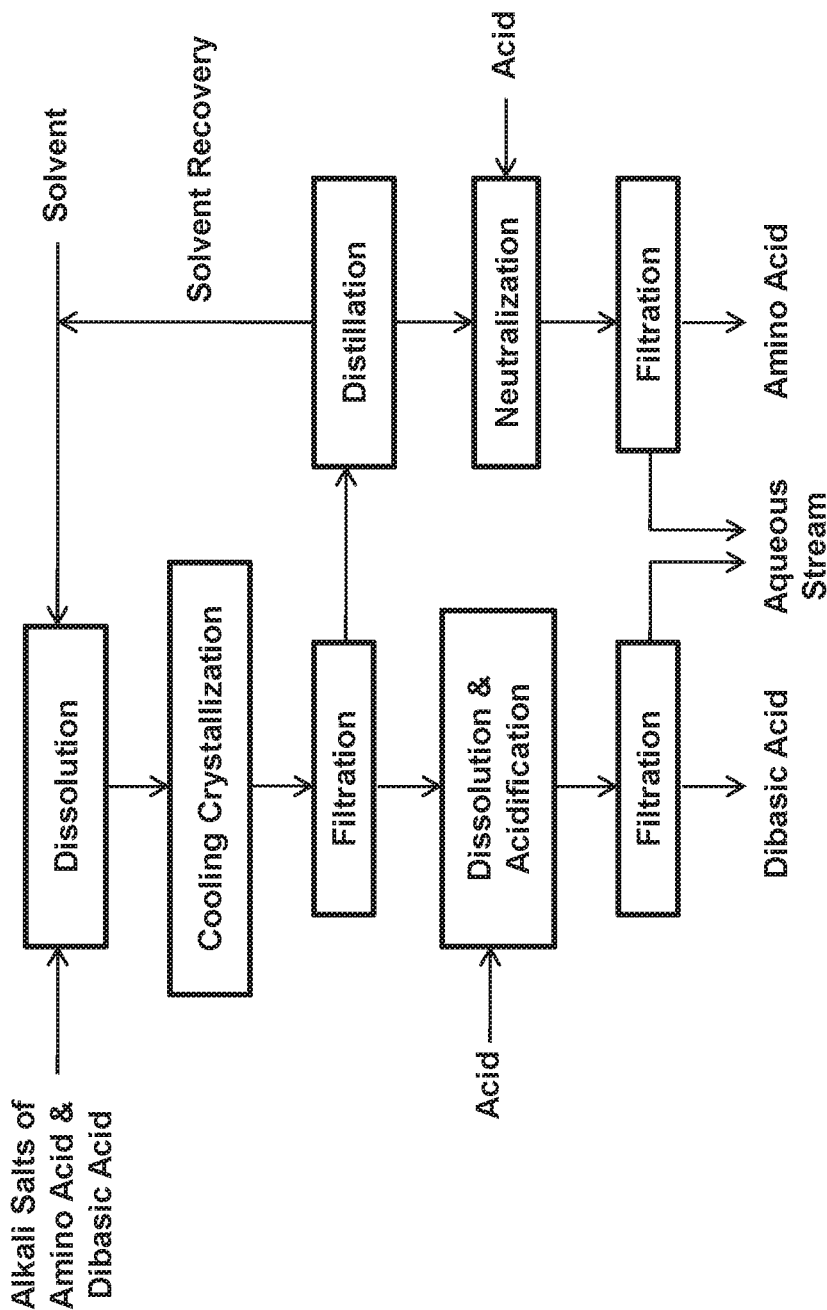 Alkali Salts of
Amino Acid &
Dibasic Acid
Dissolution
Solvent
Cooling Crystallization
Solvent Recovery
Filtration
Distillation
Acid
Dissolution &
Acidification
Neutralization
Acid
Filtration
Filtration
Dibasic Acid
Aqueous
Stream
Amino Acid